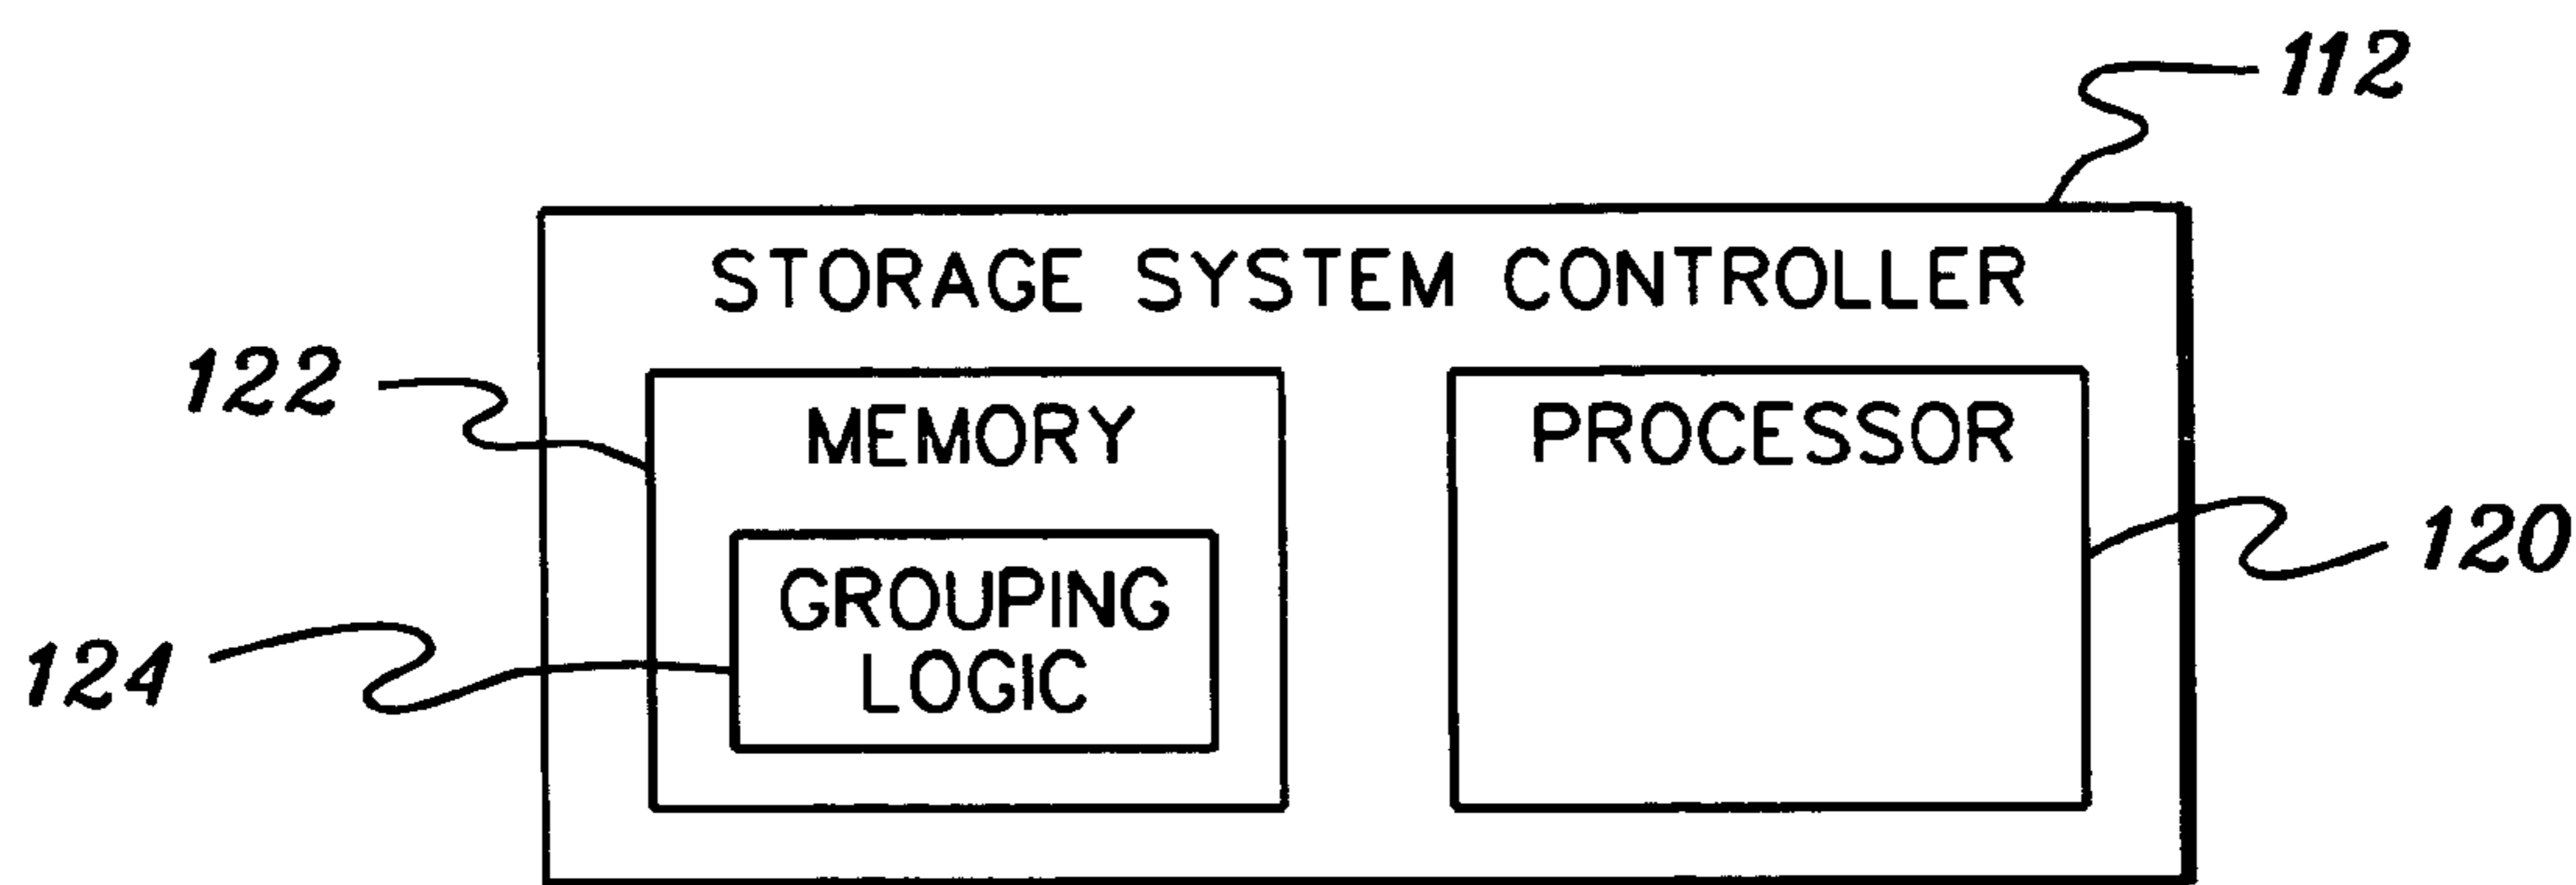 112
STORAGE SYSTEM CONTROLLER
122
MEMORY
PROCESSOR
120
124
GROUPING
LOGIC